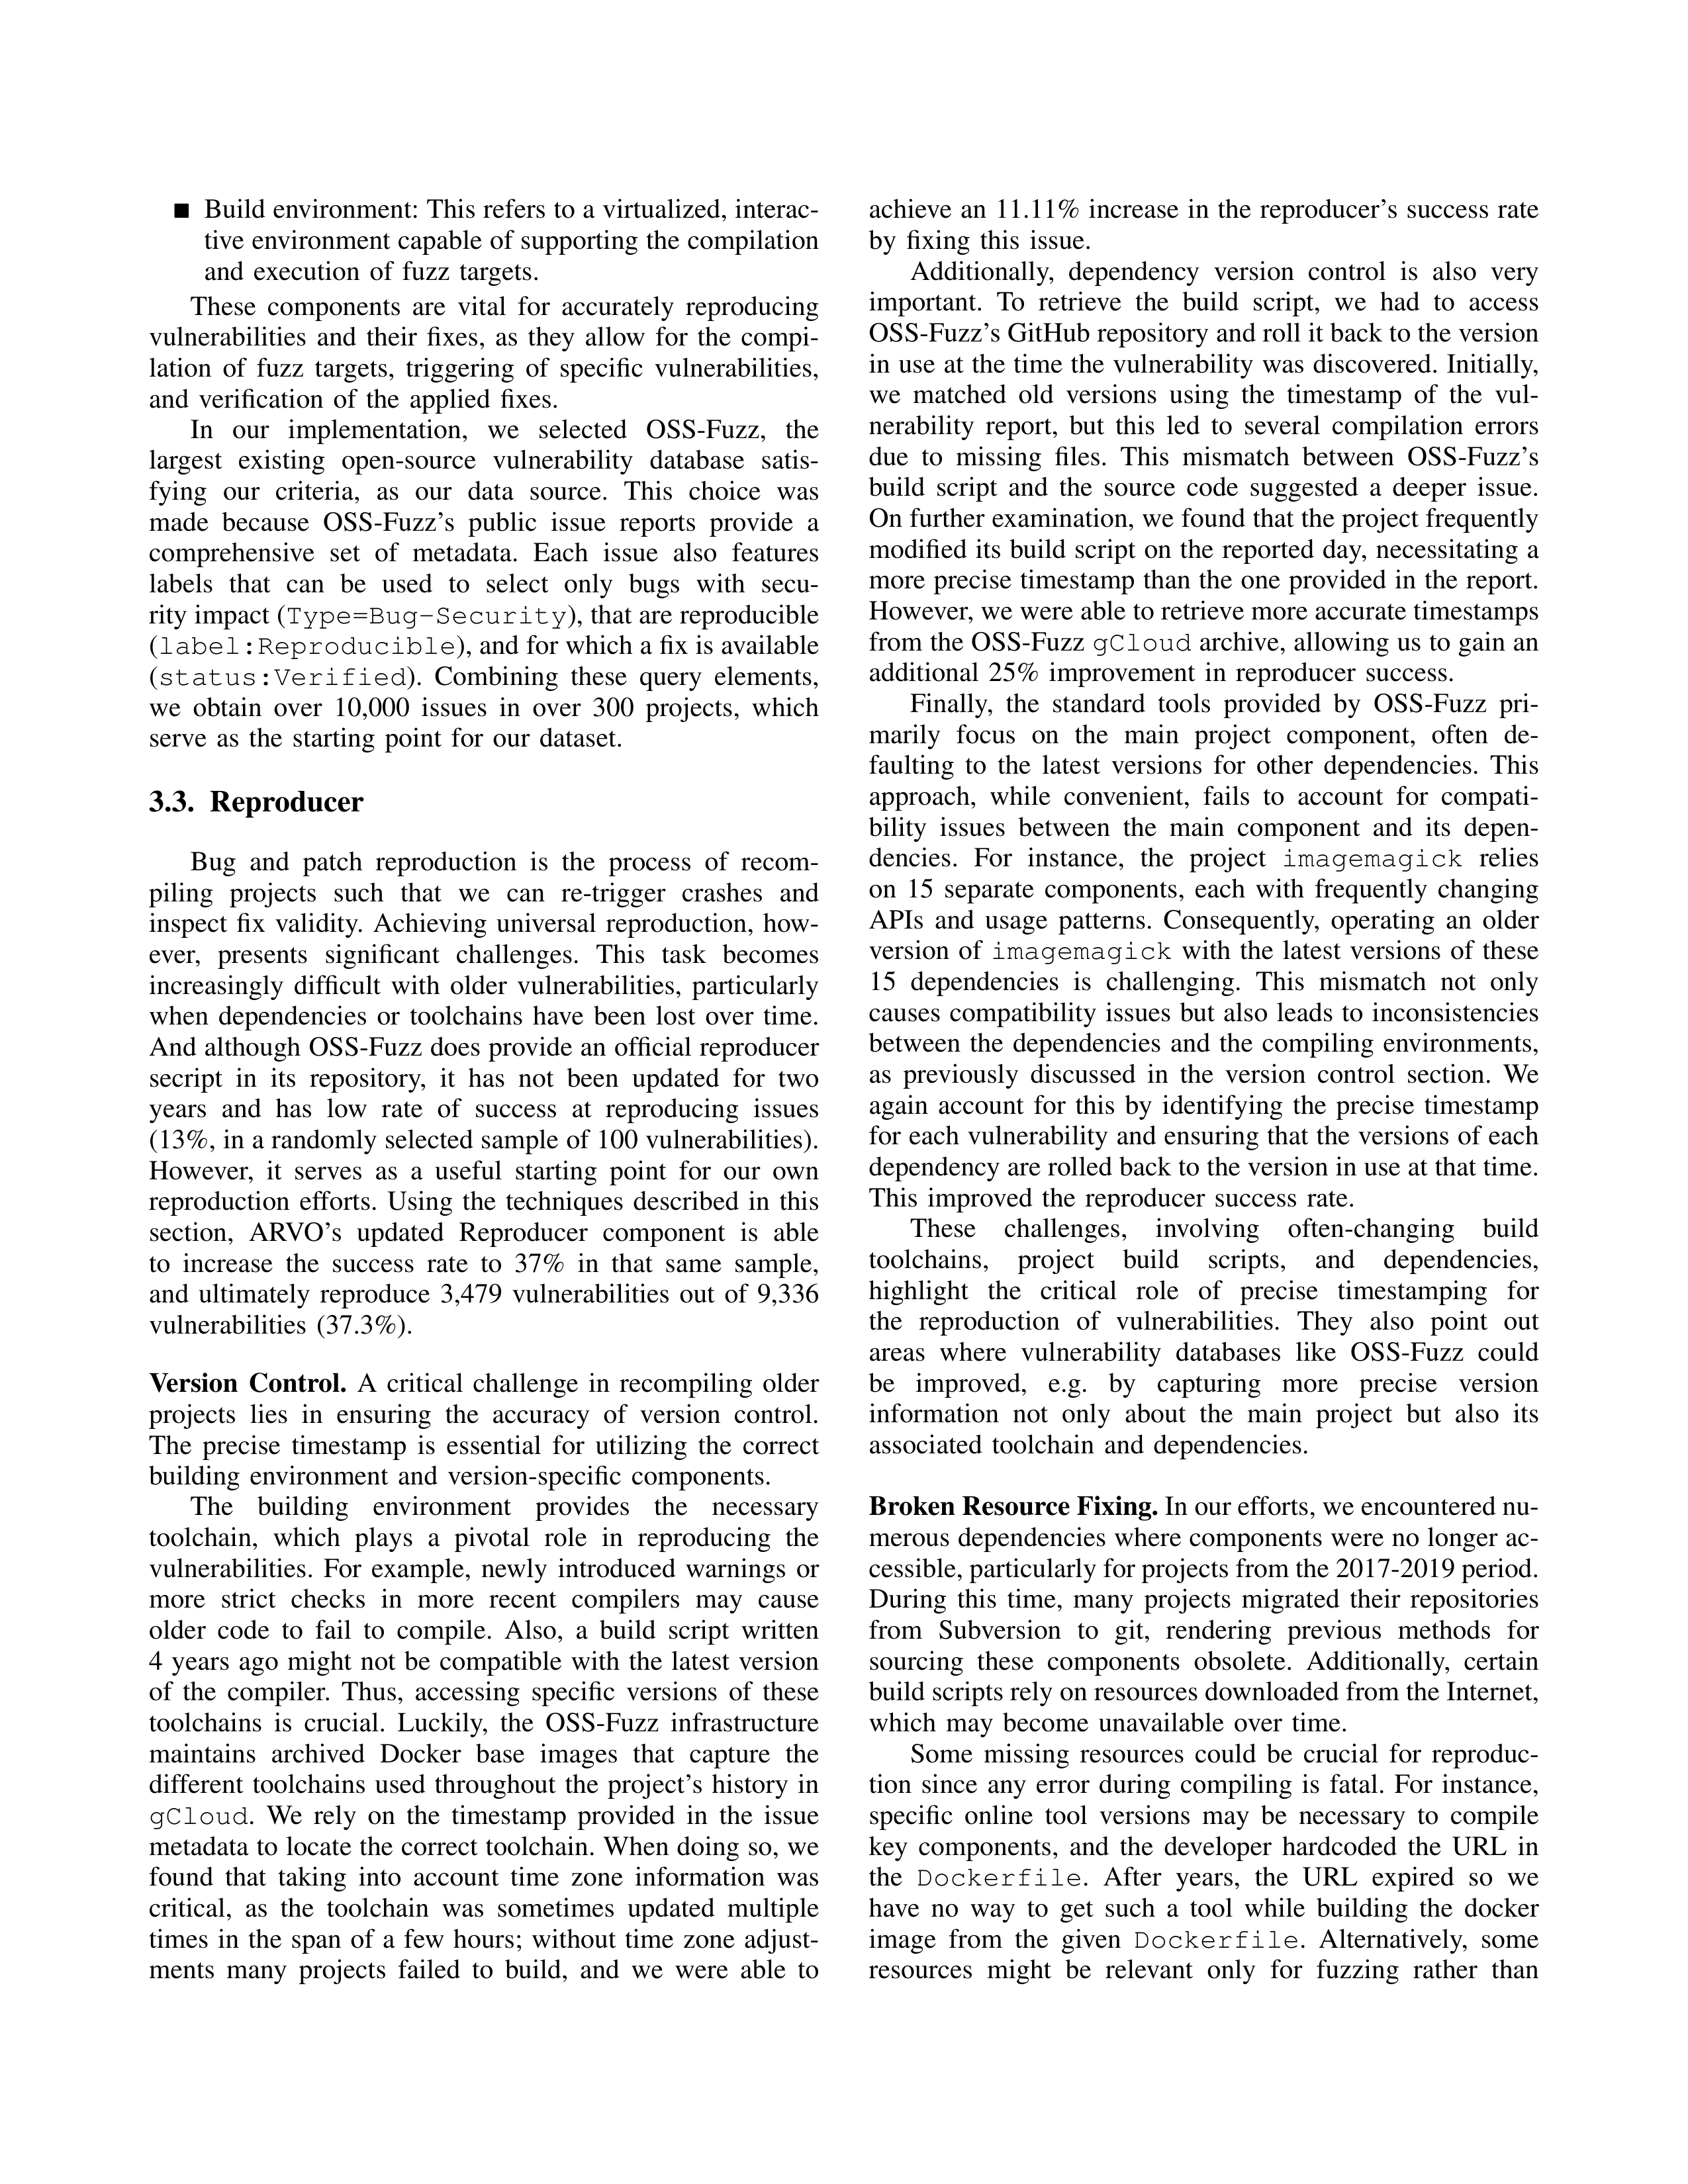 ■ Build environment: This refers to a virtualized, interac-
tive environment capable of supporting the compilation
and execution of fuzz targets.
These components are vital for accurately reproducing
vulnerabilities and their fixes, as they allow for the compi-
lation of fuzz targets, triggering of specific vulnerabilities,
and verification of the applied fixes.
In our implementation, we selected OSS-Fuzz, the
largest existing open-source vulnerability database satis-
fying our criteria, as our data source. This choice was
made because OSS-Fuzz's public issue reports provide a
comprehensive set of metadata. Each issue also features
labels that can be used to select only bugs with secu-
rity impact (Type=Bug-Security), that are reproducible
(label:Reproducible), and for which a fix is available
(status:Verified). Combining these query elements,
we obtain over 10,000 issues in over 300 projects, which
serve as the starting point for our dataset.
3.3. Reproducer
Bug and patch reproduction is the process of recom-
piling projects such that we can re-trigger crashes and
inspect fix validity. Achieving universal reproduction, how-
ever, presents significant challenges. This task becomes
increasingly difficult with older vulnerabilities, particularly
when dependencies or toolchains have been lost over time.
And although OSS-Fuzz does provide an official reproducer
secript in its repository, it has not been updated for two
years and has low rate of success at reproducing issues
(13%, in a randomly selected sample of 100 vulnerabilities).
However, it serves as a useful starting point for our own
reproduction efforts. Using the techniques described in this
section, ARVO's updated Reproducer component is able
to increase the success rate to 37% in that same sample,
and ultimately reproduce 3,479 vulnerabilities out of 9,336
vulnerabilities (37.3%).
Version Control. A critical challenge in recompiling older
projects lies in ensuring the accuracy of version control.
The precise timestamp is essential for utilizing the correct
building environment and version-specific components.
The building environment provides the necessary
toolchain, which plays a pivotal role in reproducing the
vulnerabilities. For example, newly introduced warnings or
more strict checks in more recent compilers may cause
older code to fail to compile. Also, a build script written
4 years ago might not be compatible with the latest version
of the compiler. Thus, accessing specific versions of these
toolchains is crucial. Luckily, the OSS-Fuzz infrastructure
maintains archived Docker base images that capture the
different toolchains used throughout the project's history in
gCloud. We rely on the timestamp provided in the issue
metadata to locate the correct toolchain. When doing so, we
found that taking into account time zone information was
critical, as the toolchain was sometimes updated multiple
times in the span of a few hours; without time zone adjust-
ments many projects failed to build, and we were able to
achieve an 11.11% increase in the reproducer's success rate
by fixing this issue.
Additionally, dependency version control is also very
important. To retrieve the build script, we had to access
OSS-Fuzz's GitHub repository and roll it back to the version
in use at the time the vulnerability was discovered. Initially,
we matched old versions using the timestamp of the vul-
nerability report, but this led to several compilation errors
due to missing files. This mismatch between OSS-Fuzz's
build script and the source code suggested a deeper issue.
On further examination, we found that the project frequently
modified its build script on the reported day, necessitating a
more precise timestamp than the one provided in the report.
However, we were able to retrieve more accurate timestamps
from the OSS-Fuzz gCloud archive, allowing us to gain an
additional 25% improvement in reproducer success.
Finally, the standard tools provided by OSS-Fuzz pri-
marily focus on the main project component, often de-
faulting to the latest versions for other dependencies. This
approach, while convenient, fails to account for compati-
bility issues between the main component and its depen-
dencies. For instance, the project imagemagick relies
on 15 separate components, each with frequently changing
APIs and usage patterns. Consequently, operating an older
version of imagemagick with the latest versions of these
15 dependencies is challenging. This mismatch not only
causes compatibility issues but also leads to inconsistencies
between the dependencies and the compiling environments,
as previously discussed in the version control section. We
again account for this by identifying the precise timestamp
for each vulnerability and ensuring that the versions of each
dependency are rolled back to the version in use at that time.
This improved the reproducer success rate.
These challenges, involving often-changing build
toolchains, project build scripts, and dependencies,
highlight the critical role of precise timestamping for
the reproduction of vulnerabilities. They also point out
areas where vulnerability databases like OSS-Fuzz could
be improved, e.g. by capturing more precise version
information not only about the main project but also its
associated toolchain and dependencies.
Broken Resource Fixing. In our efforts, we encountered nu-
merous dependencies where components were no longer ac-
cessible, particularly for projects from the 2017-2019 period.
During this time, many projects migrated their repositories
from Subversion to git, rendering previous methods for
sourcing these components obsolete. Additionally, certain
build scripts rely on resources downloaded from the Internet,
which may become unavailable over time.
Some missing resources could be crucial for reproduc-
tion since any error during compiling is fatal. For instance,
specific online tool versions may be necessary to compile
key components, and the developer hardcoded the URL in
the Dockerfile. After years, the URL expired so we
have no way to get such a tool while building the docker
image from the given Dockerfile. Alternatively, some
resources might be relevant only for fuzzing rather than